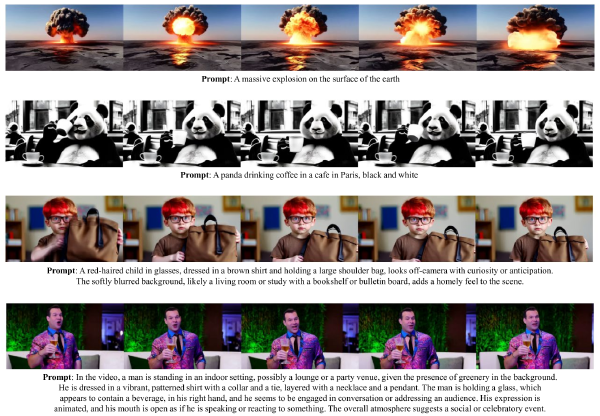 Prompt: A massive explosion on the surface of the earth
Prompt: A panda drinking coffee in a cafe in Paris, black and white
Prompt: A red-haired child in glasses, dressed in a brown shirt and holding a large shoulder bag, looks off-camera with curiosity or anticipation.
The softly blurred background, likely a living room or study with a bookshelf or bulletin board, adds a homely feel to the scene.
Prompt: In the video, a man is standing in an indoor setting, possibly a lounge or a party venue, given the presence of greenery in the background.
He is dressed in a vibrant, patterned shirt with a collar and a tie, layered with a necklace and a pendant. The man is holding a glass, which
appears to contain a beverage, in his right hand, and he seems to be engaged in conversation or addressing an audience. His expression is
animated, and his mouth is open as if he is speaking or reacting to something. The overall atmosphere suggests a social or celebratory event.